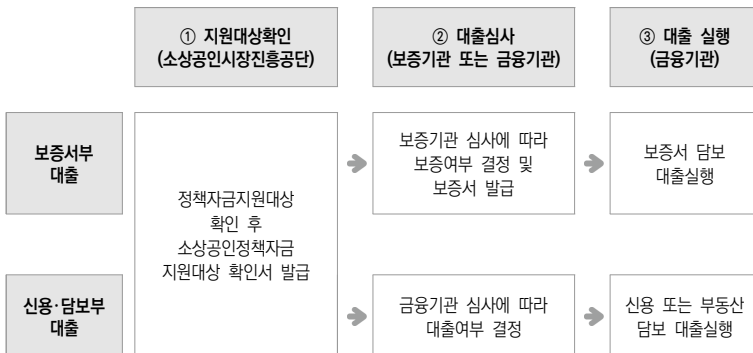 ① 지원대상확인
(소상공인시장진흥공단)
② 대출심사
(보증기관 또는 금융기관)
③ 대출 실행
(금융기관)
보증서부
대출
정책자금지원대상
확인 후
소상공인정책자금
지원대상 확인서 발급
보증기관 심사에 따라
보증여부 결정 및
보증서 발급
보증서 담보
대출실행
신용·담보부
대출
금융기관 심사에 따라
대출여부 결정
신용 또는 부동산
담보 대출실행